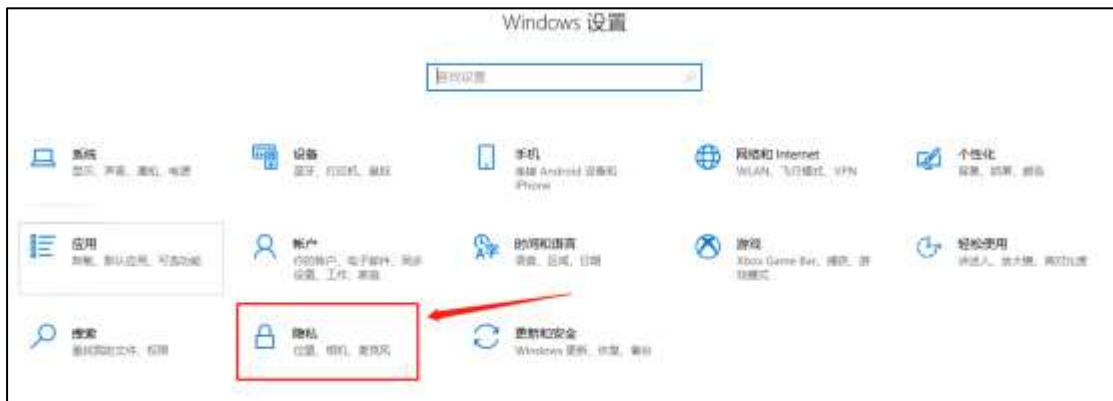 Windows 设置
查找设置
系统
显示、声音、通知、电源
设备
蓝牙、打印机、鼠标
手机
连接 Android 设备和
iPhone
网络和 Internet
WLAN、飞行模式、VPN
个性化
背景、锁屏、颜色
应用
卸载、默认应用、可选功能
帐户
你的帐户、电子邮件、同步
设置、工作、家庭
时间和语言
语音、区域、日期
游戏
Xbox Game Bar、捕获、游
戏模式
轻松使用
讲述人、放大镜、高对比度
搜索
查找我的文件、权限
隐私
位置、相机、麦克风
更新和安全
Windows 更新、恢复、备份